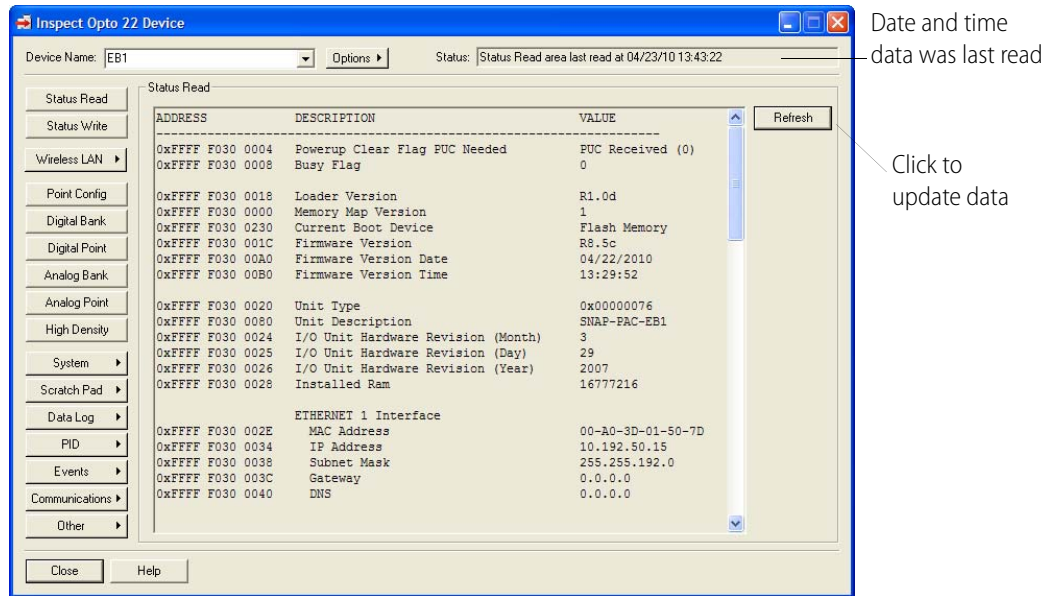 Inspect Opto 22 Device
Date and time
data was last read
Device Name: EB1 Options Status: Status Read area last read at 04/23/10 13:43:22
Status Read
Status Write
Wireless LAN
Point Config
Digital Bank
Digital Point
Analog Bank
Analog Point
High Density
System
Scratch Pad
Data Log
PID
Events
Communications
Other
Status Read
ADDRESS DESCRIPTION VALUE
--------------------------------------------------------------------------------
0xFFFF F030 0004 Powerup Clear Flag PUC Needed PUC Received (0)
0xFFFF F030 0008 Busy Flag 0
0xFFFF F030 0018 Loader Version R1.0d
0xFFFF F030 0000 Memory Map Version 1
0xFFFF F030 0230 Current Boot Device Flash Memory
0xFFFF F030 001C Firmware Version R8.5c
0xFFFF F030 00A0 Firmware Version Date 04/22/2010
0xFFFF F030 00B0 Firmware Version Time 13:29:52
0xFFFF F030 0020 Unit Type 0x00000076
0xFFFF F030 0080 Unit Description SNAP-PAC-EB1
0xFFFF F030 0024 I/O Unit Hardware Revision (Month) 3
0xFFFF F030 0025 I/O Unit Hardware Revision (Day) 29
0xFFFF F030 0026 I/O Unit Hardware Revision (Year) 2007
0xFFFF F030 0028 Installed Ram 16777216
ETHERNET 1 Interface
0xFFFF F030 002E MAC Address 00-A0-3D-01-50-7D
0xFFFF F030 0034 IP Address 10.192.50.15
0xFFFF F030 0038 Subnet Mask 255.255.192.0
0xFFFF F030 003C Gateway 0.0.0.0
0xFFFF F030 0040 DNS 0.0.0.0
Refresh
Click to
update data
Close Help